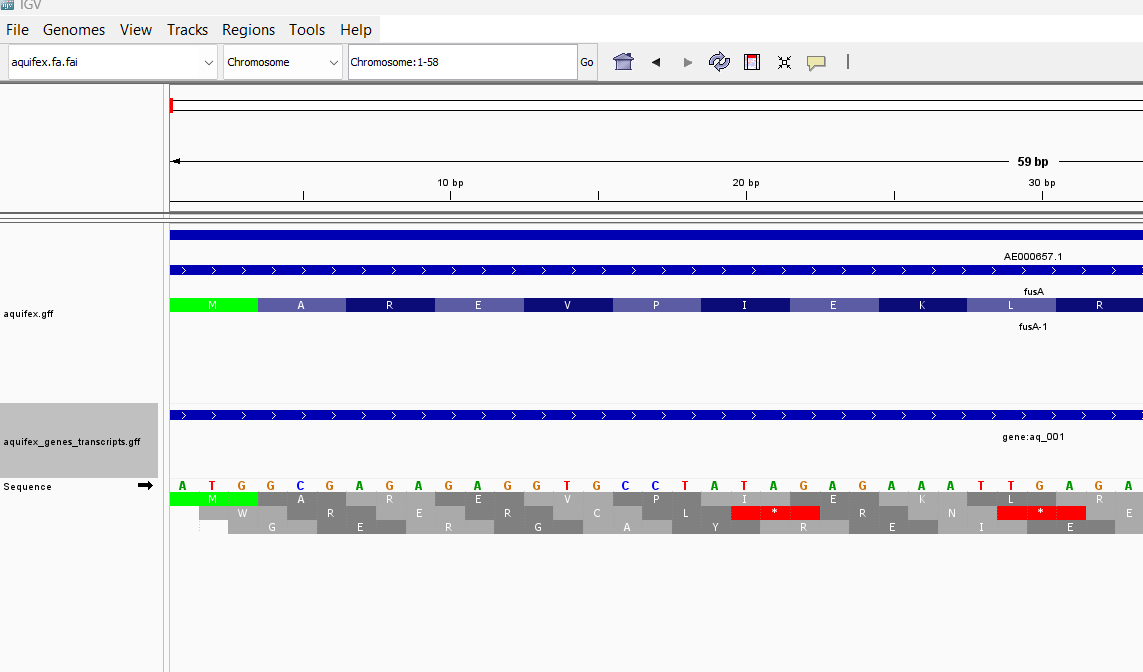 IGV
File Genomes View Tracks Regions Tools Help
aquifex.fa.fai Chromosome Chromosome:1-58 Go
59 bp
10 bp 20 bp 30 bp
AE000657.1
fusA
M A R E V P I E K L R
aquifex.gff
fusA-1
gene:aq_001
aquifex_genes_transcripts.gff
Sequence A T G G C G A G A G A G G T G C C T A T A G A G A A A T T G A G A
M A R E V P I E K L R
W R E R C L * R N * E
G E R G A Y R E I E